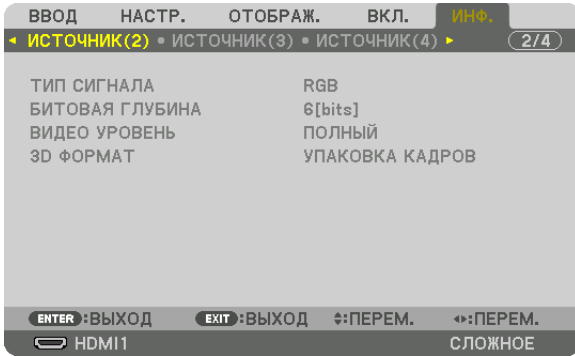 ВВОД НАСТР. ОТОБРАЖ. ВКЛ. ИНФ.
ИСТОЧНИК(2) • ИСТОЧНИК(3) • ИСТОЧНИК(4) 2/4
ТИП СИГНАЛА RGB
БИТОВАЯ ГЛУБИНА 6[bits]
ВИДЕО УРОВЕНЬ ПОЛНЫЙ
3D ФОРМАТ УПАКОВКА КАДРОВ
ENTER :ВЫХОД EXIT :ВЫХОД :ПЕРЕМ. :ПЕРЕМ.
HDMI1 СЛОЖНОЕ